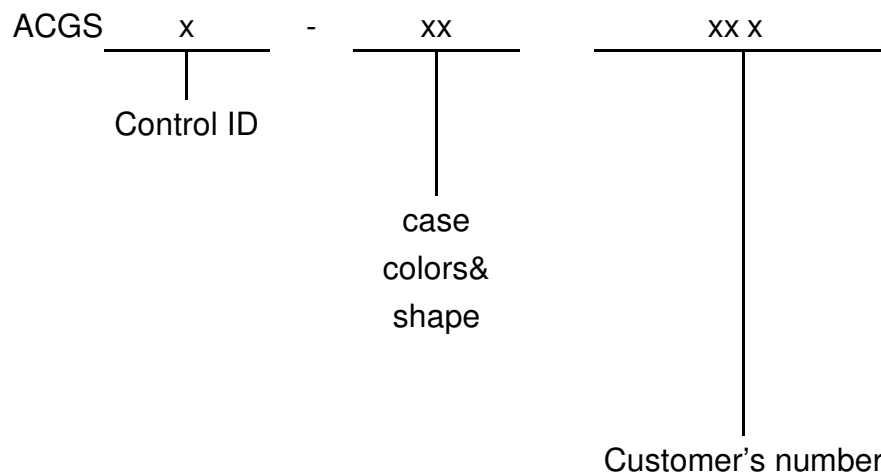 ACGS x - xx xx x
Control ID
case
colors&
shape
Customer's number